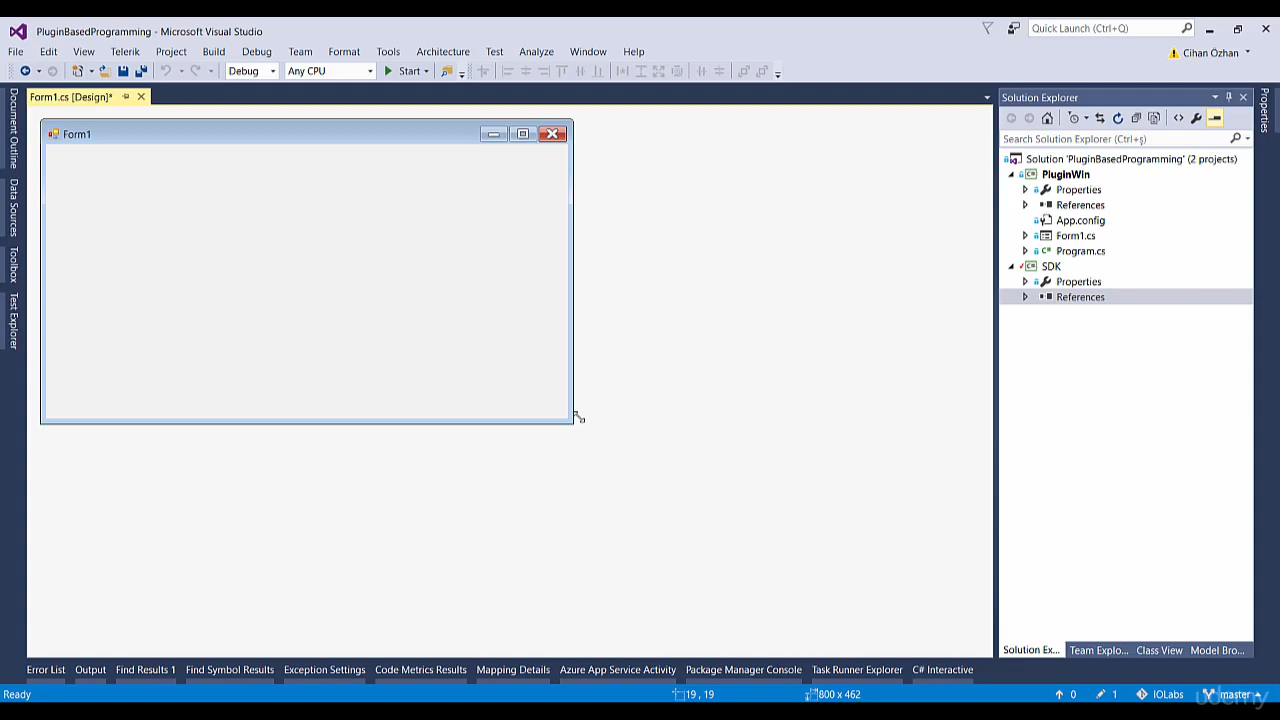 PluginBasedProgramming - Microsoft Visual Studio
Quick Launch (Ctrl+Q)
File Edit View Telerik Project Build Debug Team Format Tools Architecture Test Analyze Window Help
Cihan Özhan
Debug Any CPU Start
Form1.cs [Design]*
Solution Explorer
Search Solution Explorer (Ctrl+ş)
Document Outline
Data Sources
Toolbox
Test Explorer
Form1
Solution 'PluginBasedProgramming' (2 projects)
PluginWin
Properties
References
App.config
Form1.cs
Program.cs
SDK
Properties
References
Properties
Solution Ex... Team Explo... Class View Model Bro...
Error List Output Find Results 1 Find Symbol Results Exception Settings Code Metrics Results Mapping Details Azure App Service Activity Package Manager Console Task Runner Explorer C# Interactive
Ready 19 , 19 800 x 462 0 1 IOLabs master
udemy